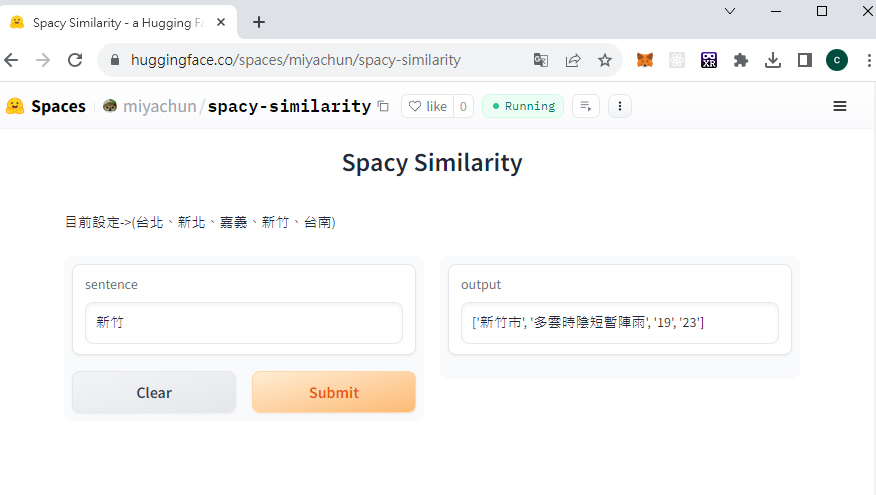 Spacy Similarity - a Hugging Fa
huggingface.co/spaces/miyachun/spacy-similarity
XR
C
Spaces miyachun/spacy-similarity like 0 Running
Spacy Similarity
目前設定->(台北、新北、嘉義、新竹、台南)
sentence
新竹
Clear
Submit
output
['新竹市', '多雲時陰短暫陣雨', '19', '23']